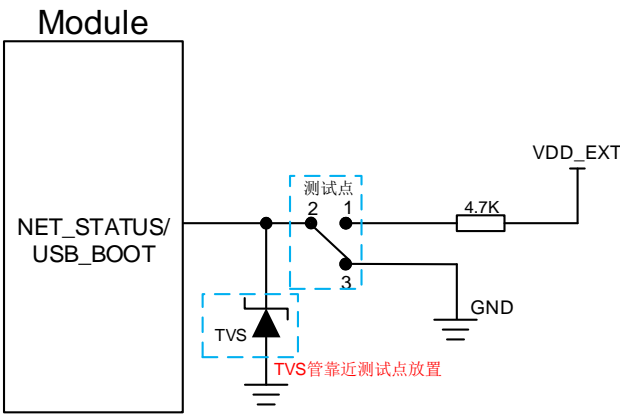 Module
VDD_EXT
测试点
2 1
4.7K
NET_STATUS/
USB_BOOT
3
GND
TVS
TVS管靠近测试点放置